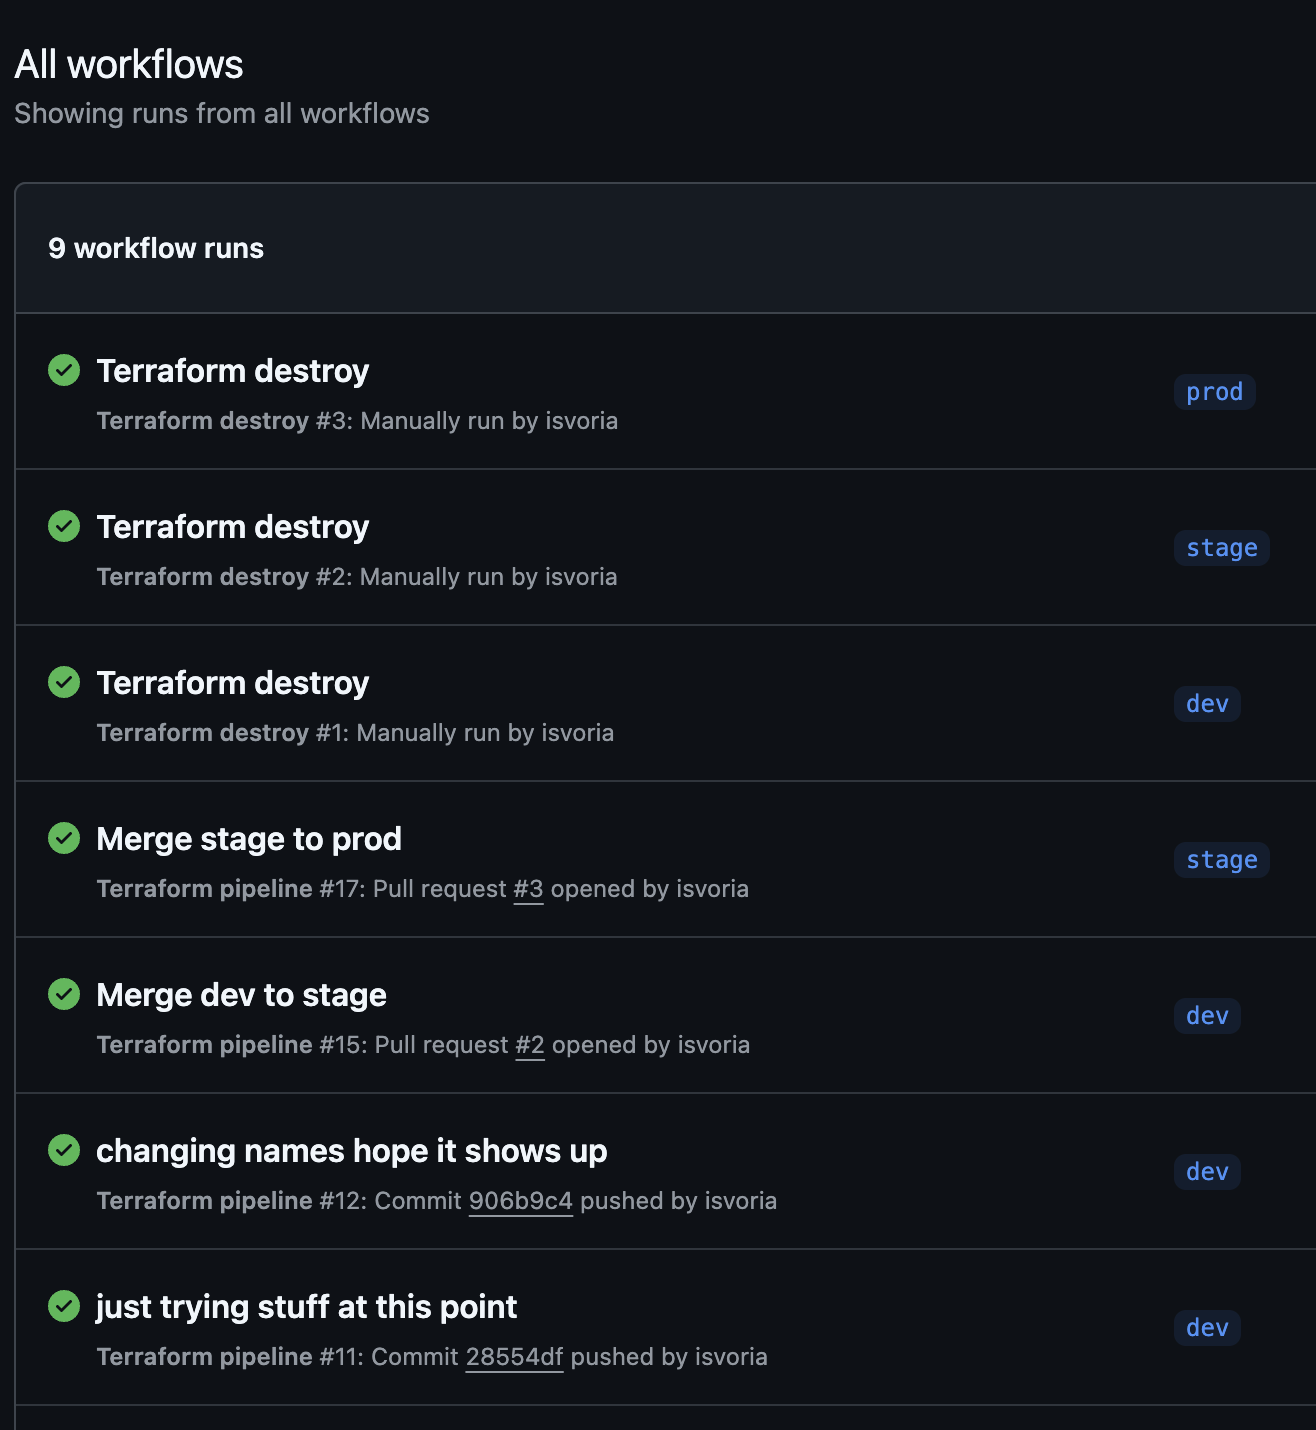 All workflows
Showing runs from all workflows
9 workflow runs
Terraform destroy
prod
Terraform destroy #3: Manually run by isvoria
Terraform destroy
stage
Terraform destroy #2: Manually run by isvoria
Terraform destroy
dev
Terraform destroy #1: Manually run by isvoria
Merge stage to prod
stage
Terraform pipeline #17: Pull request #3 opened by isvoria
Merge dev to stage
dev
Terraform pipeline #15: Pull request #2 opened by isvoria
changing names hope it shows up
dev
Terraform pipeline #12: Commit 906b9c4 pushed by isvoria
just trying stuff at this point
dev
Terraform pipeline #11: Commit 28554df pushed by isvoria